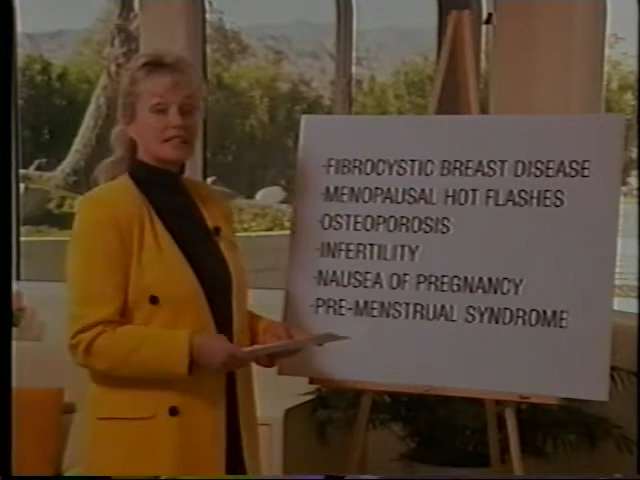 -FIBROCYSTIC BREAST DISEASE
-MENOPAUSAL HOT FLASHES
-OSTEOPOROSIS
-INFERTILITY
-NAUSEA OF PREGNANCY
-PRE-MENSTRUAL SYNDROME